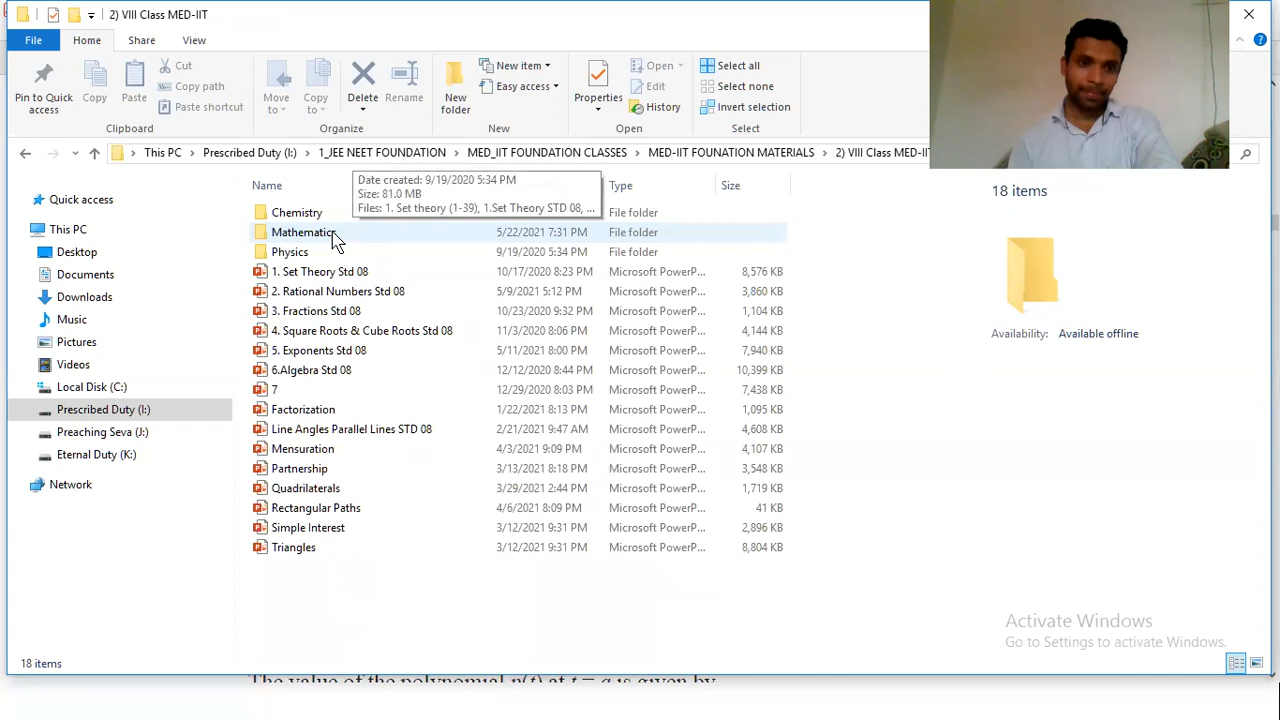 2) VIII Class MED-IIT
File Home Share View
Pin to Quick access
Copy
Paste
Cut
Copy path
Paste shortcut
Clipboard
Move to
Copy to
Delete
Rename
Organize
New folder
New item
Easy access
New
Properties
Open
Edit
History
Open
Select all
Select none
Invert selection
Select
This PC > Prescribed Duty (I:) > 1_JEE NEET FOUNDATION > MED_IIT FOUNDATION CLASSES > MED-IIT FOUNATION MATERIALS > 2) VIII Class MED-IIT
Quick access
This PC
Desktop
Documents
Downloads
Music
Pictures
Videos
Local Disk (C:)
Prescribed Duty (I:)
Preaching Seva (J:)
Eternal Duty (K:)
Network
Name Type Size
Date created: 9/19/2020 5:34 PM
Size: 81.0 MB
Files: 1. Set theory (1-39), 1.Set Theory STD 08, ...
Chemistry File folder
Mathematics 5/22/2021 7:31 PM File folder
Physics 9/19/2020 5:34 PM File folder
1. Set Theory Std 08 10/17/2020 8:23 PM Microsoft PowerP... 8,576 KB
2. Rational Numbers Std 08 5/9/2021 5:12 PM Microsoft PowerP... 3,860 KB
3. Fractions Std 08 10/23/2020 9:32 PM Microsoft PowerP... 1,104 KB
4. Square Roots & Cube Roots Std 08 11/3/2020 8:06 PM Microsoft PowerP... 4,144 KB
5. Exponents Std 08 5/11/2021 8:00 PM Microsoft PowerP... 7,940 KB
6.Algebra Std 08 12/12/2020 8:44 PM Microsoft PowerP... 10,399 KB
7 12/29/2020 8:03 PM Microsoft PowerP... 7,438 KB
Factorization 1/22/2021 8:13 PM Microsoft PowerP... 1,095 KB
Line Angles Parallel Lines STD 08 2/21/2021 9:47 AM Microsoft PowerP... 4,608 KB
Mensuration 4/3/2021 9:09 PM Microsoft PowerP... 4,107 KB
Partnership 3/13/2021 8:18 PM Microsoft PowerP... 3,548 KB
Quadrilaterals 3/29/2021 2:44 PM Microsoft PowerP... 1,719 KB
Rectangular Paths 4/6/2021 8:09 PM Microsoft PowerP... 41 KB
Simple Interest 3/12/2021 9:31 PM Microsoft PowerP... 2,896 KB
Triangles 3/12/2021 9:31 PM Microsoft PowerP... 8,804 KB
18 items
Availability: Available offline
Activate Windows
Go to Settings to activate Windows.
18 items
The value of the polynomial p(t) at t = a is given by